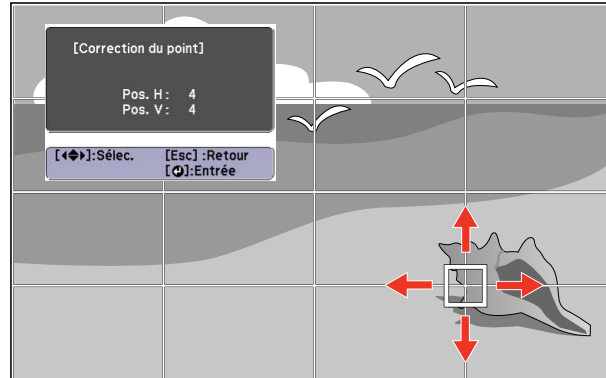 [Correction du point]
Pos. H : 4
Pos. V : 4
[◀◆▶]:Sélec. [Esc] :Retour
[↵]:Entrée